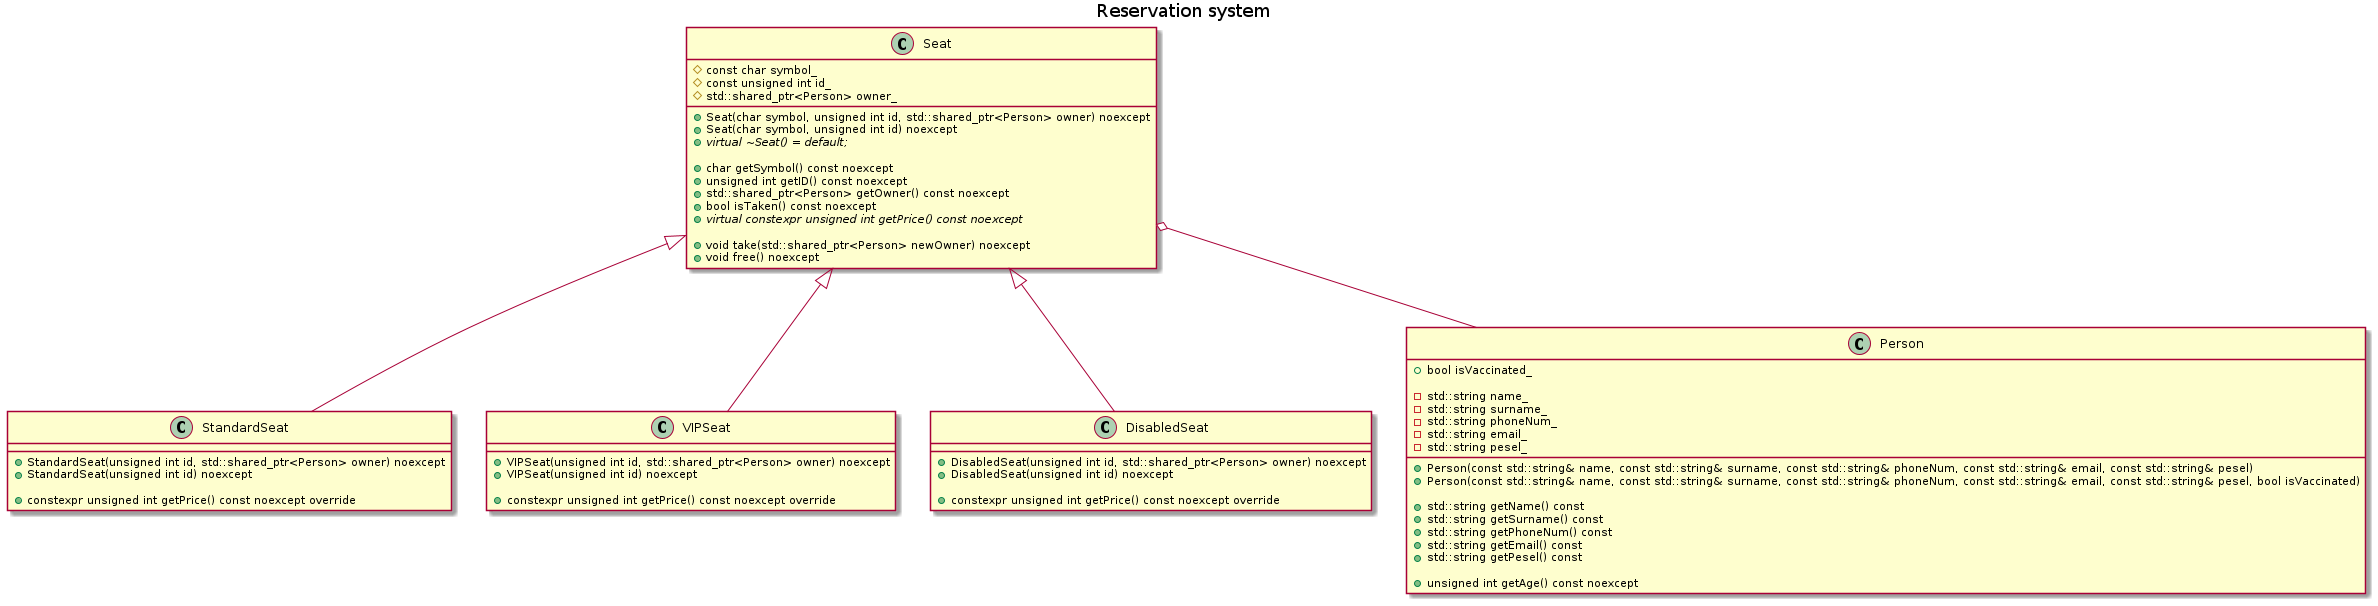 Reservation system
C Seat
const char symbol_
const unsigned int id_
std::shared_ptr<Person> owner_
Seat(char symbol, unsigned int id, std::shared_ptr<Person> owner) noexcept
Seat(char symbol, unsigned int id) noexcept
virtual ~Seat() = default;
char getSymbol() const noexcept
unsigned int getID() const noexcept
std::shared_ptr<Person> getOwner() const noexcept
bool isTaken() const noexcept
virtual constexpr unsigned int getPrice() const noexcept
void take(std::shared_ptr<Person> newOwner) noexcept
void free() noexcept
C StandardSeat
StandardSeat(unsigned int id, std::shared_ptr<Person> owner) noexcept
StandardSeat(unsigned int id) noexcept
constexpr unsigned int getPrice() const noexcept override
C VIPSeat
VIPSeat(unsigned int id, std::shared_ptr<Person> owner) noexcept
VIPSeat(unsigned int id) noexcept
constexpr unsigned int getPrice() const noexcept override
C DisabledSeat
DisabledSeat(unsigned int id, std::shared_ptr<Person> owner) noexcept
DisabledSeat(unsigned int id) noexcept
constexpr unsigned int getPrice() const noexcept override
C Person
bool isVaccinated_
std::string name_
std::string surname_
std::string phoneNum_
std::string email_
std::string pesel_
Person(const std::string& name, const std::string& surname, const std::string& phoneNum, const std::string& email, const std::string& pesel)
Person(const std::string& name, const std::string& surname, const std::string& phoneNum, const std::string& email, const std::string& pesel, bool isVaccinated)
std::string getName() const
std::string getSurname() const
std::string getPhoneNum() const
std::string getEmail() const
std::string getPesel() const
unsigned int getAge() const noexcept